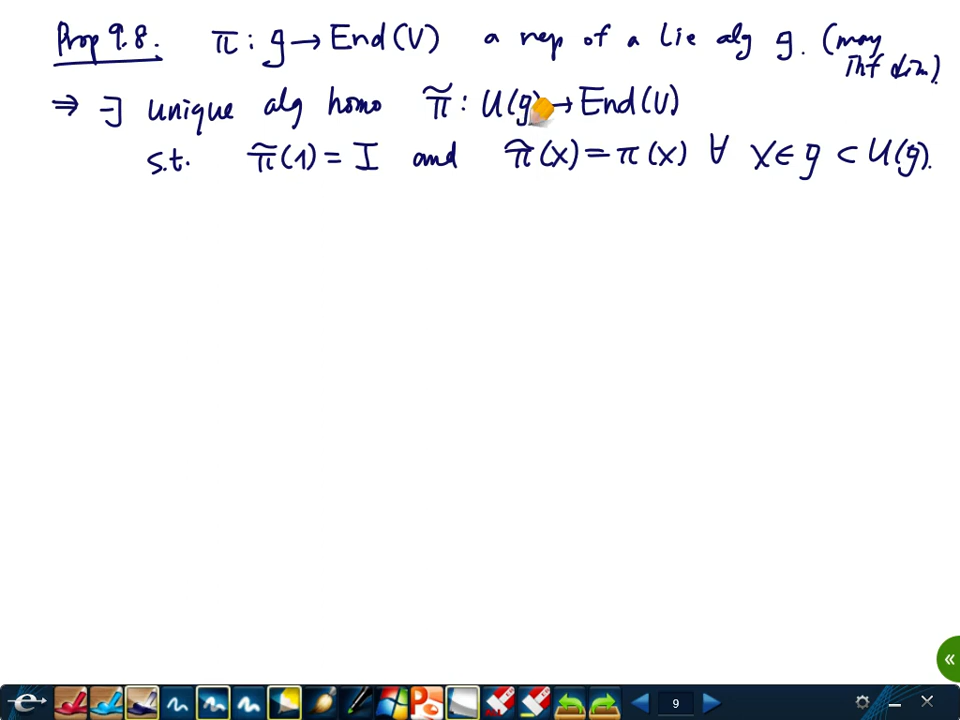 Prop 9.8. π : g → End(V) a rep of a Lie alg g. (may
inf dim)
⇒ ∃ unique alg homo π̃ : U(g) → End(V)
s.t. π̃(1) = I and π̃(x) = π(x) ∀ x ∈ g ⊂ U(g).
9